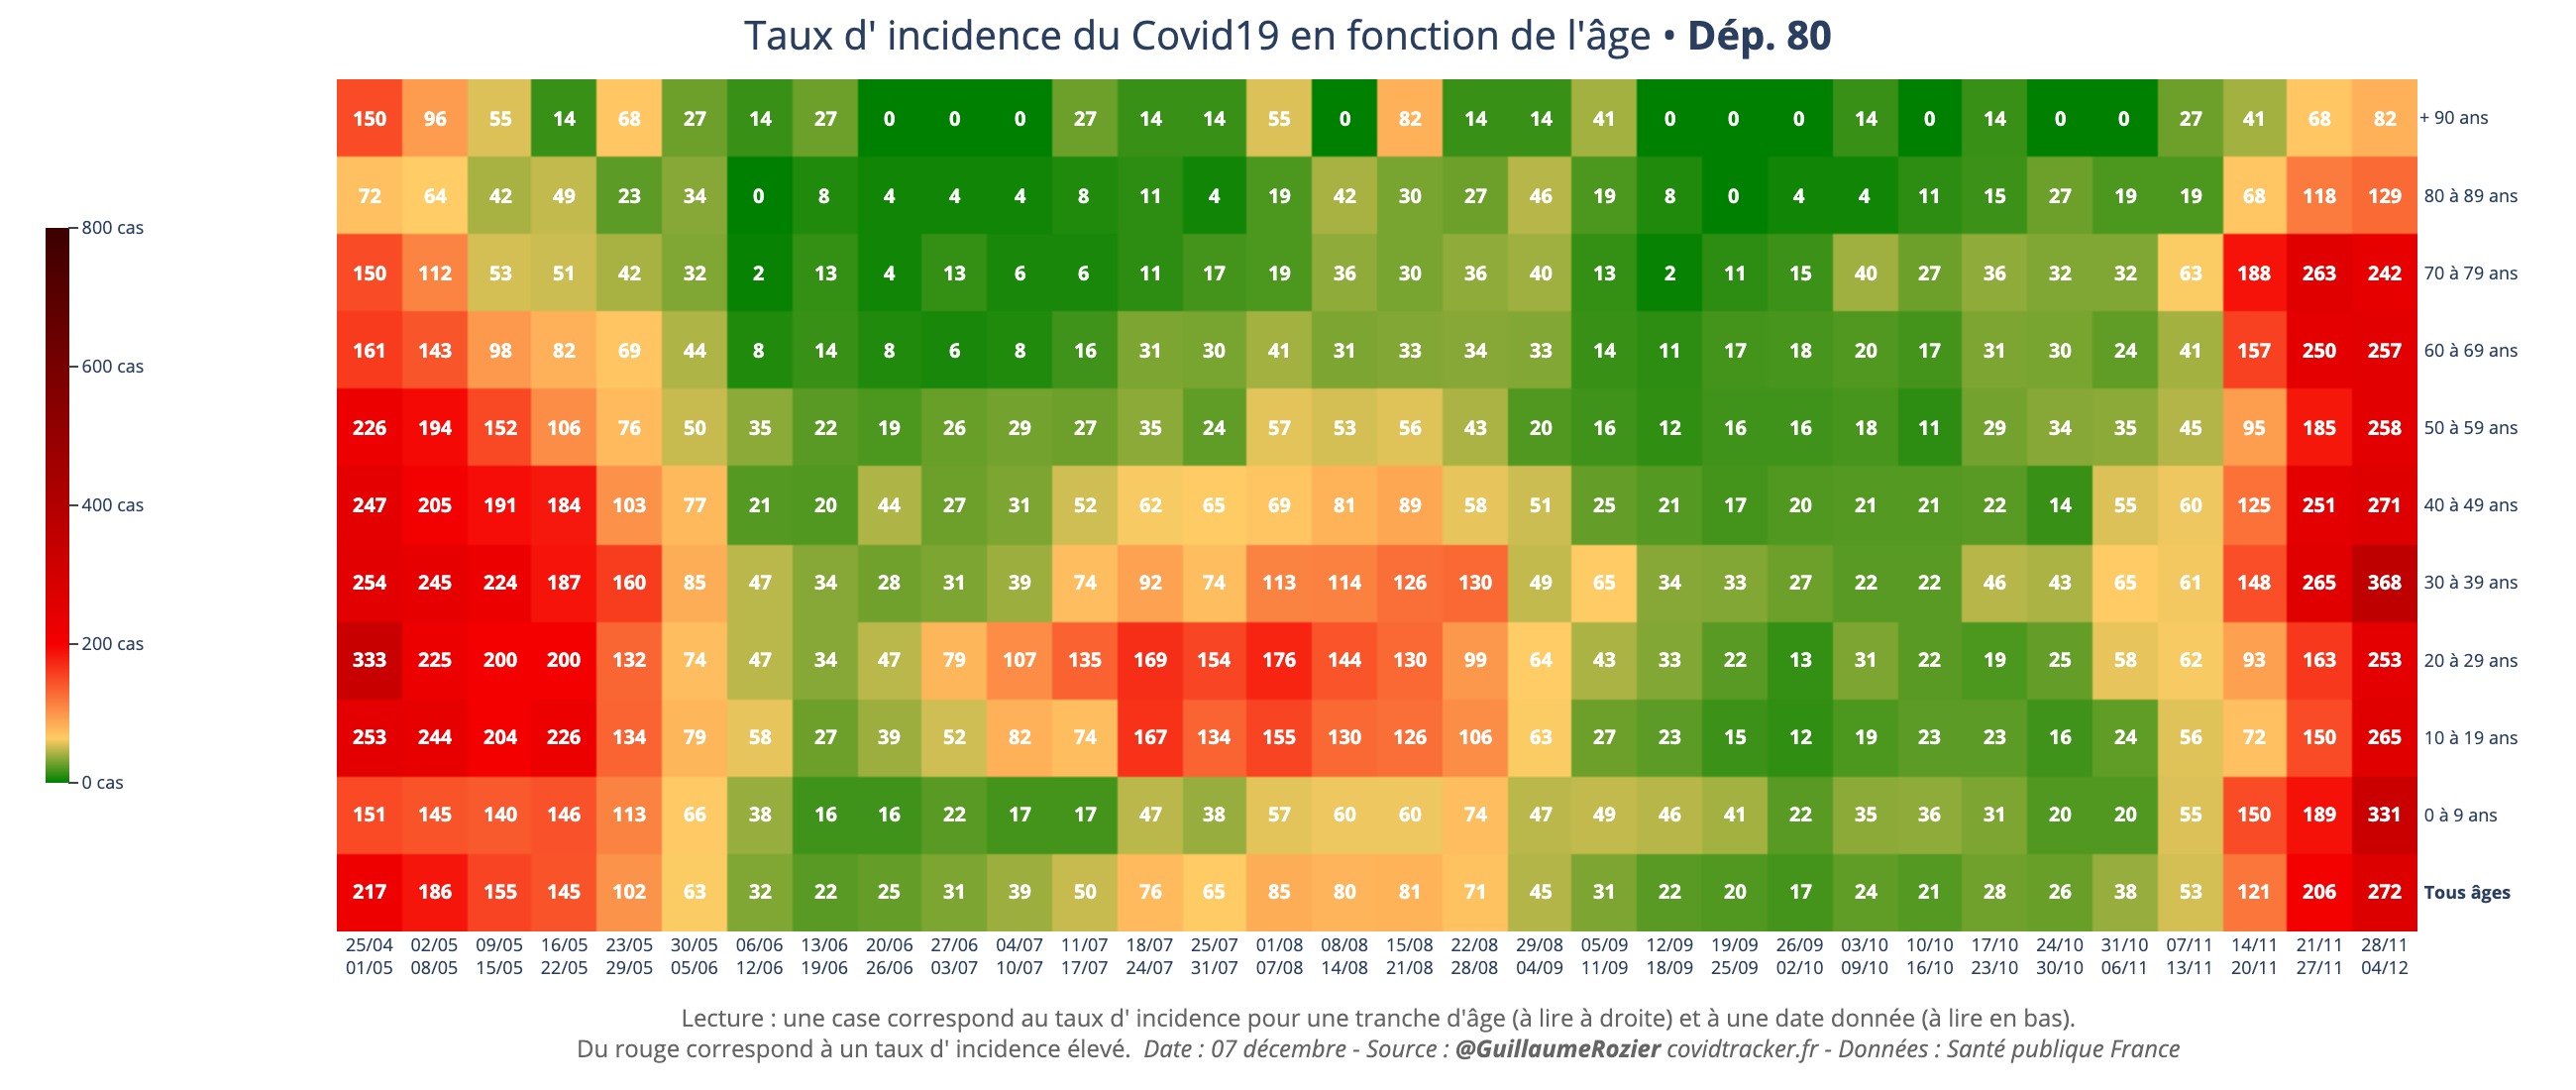 Taux d' incidence du Covid19 en fonction de l'âge • Dép. 80
800 cas
600 cas
400 cas
200 cas
0 cas
150 96 55 14 68 27 14 27 0 0 0 27 14 14 55 0 82 14 14 41 0 0 0 14 0 14 0 0 27 41 68 82 + 90 ans
72 64 42 49 23 34 0 8 4 4 4 8 11 4 19 42 30 27 46 19 8 0 4 4 11 15 27 19 19 68 118 129 80 à 89 ans
150 112 53 51 42 32 2 13 4 13 6 6 11 17 19 36 30 36 40 13 2 11 15 40 27 36 32 32 63 188 263 242 70 à 79 ans
161 143 98 82 69 44 8 14 8 6 8 16 31 30 41 31 33 34 33 14 11 17 18 20 17 31 30 24 41 157 250 257 60 à 69 ans
226 194 152 106 76 50 35 22 19 26 29 27 35 24 57 53 56 43 20 16 12 16 16 18 11 29 34 35 45 95 185 258 50 à 59 ans
247 205 191 184 103 77 21 20 44 27 31 52 62 65 69 81 89 58 51 25 21 17 20 21 21 22 14 55 60 125 251 271 40 à 49 ans
254 245 224 187 160 85 47 34 28 31 39 74 92 74 113 114 126 130 49 65 34 33 27 22 22 46 43 65 61 148 265 368 30 à 39 ans
333 225 200 200 132 74 47 34 47 79 107 135 169 154 176 144 130 99 64 43 33 22 13 31 22 19 25 58 62 93 163 253 20 à 29 ans
253 244 204 226 134 79 58 27 39 52 82 74 167 134 155 130 126 106 63 27 23 15 12 19 23 23 16 24 56 72 150 265 10 à 19 ans
151 145 140 146 113 66 38 16 16 22 17 17 47 38 57 60 60 74 47 49 46 41 22 35 36 31 20 20 55 150 189 331 0 à 9 ans
217 186 155 145 102 63 32 22 25 31 39 50 76 65 85 80 81 71 45 31 22 20 17 24 21 28 26 38 53 121 206 272 Tous âges
25/04 02/05 09/05 16/05 23/05 30/05 06/06 13/06 20/06 27/06 04/07 11/07 18/07 25/07 01/08 08/08 15/08 22/08 29/08 05/09 12/09 19/09 26/09 03/10 10/10 17/10 24/10 31/10 07/11 14/11 21/11 28/11
01/05 08/05 15/05 22/05 29/05 05/06 12/06 19/06 26/06 03/07 10/07 17/07 24/07 31/07 07/08 14/08 21/08 28/08 04/09 11/09 18/09 25/09 02/10 09/10 16/10 23/10 30/10 06/11 13/11 20/11 27/11 04/12
Lecture : une case correspond au taux d' incidence pour une tranche d'âge (à lire à droite) et à une date donnée (à lire en bas).
Du rouge correspond à un taux d' incidence élevé. Date : 07 décembre - Source : @GuillaumeRozier covidtracker.fr - Données : Santé publique France